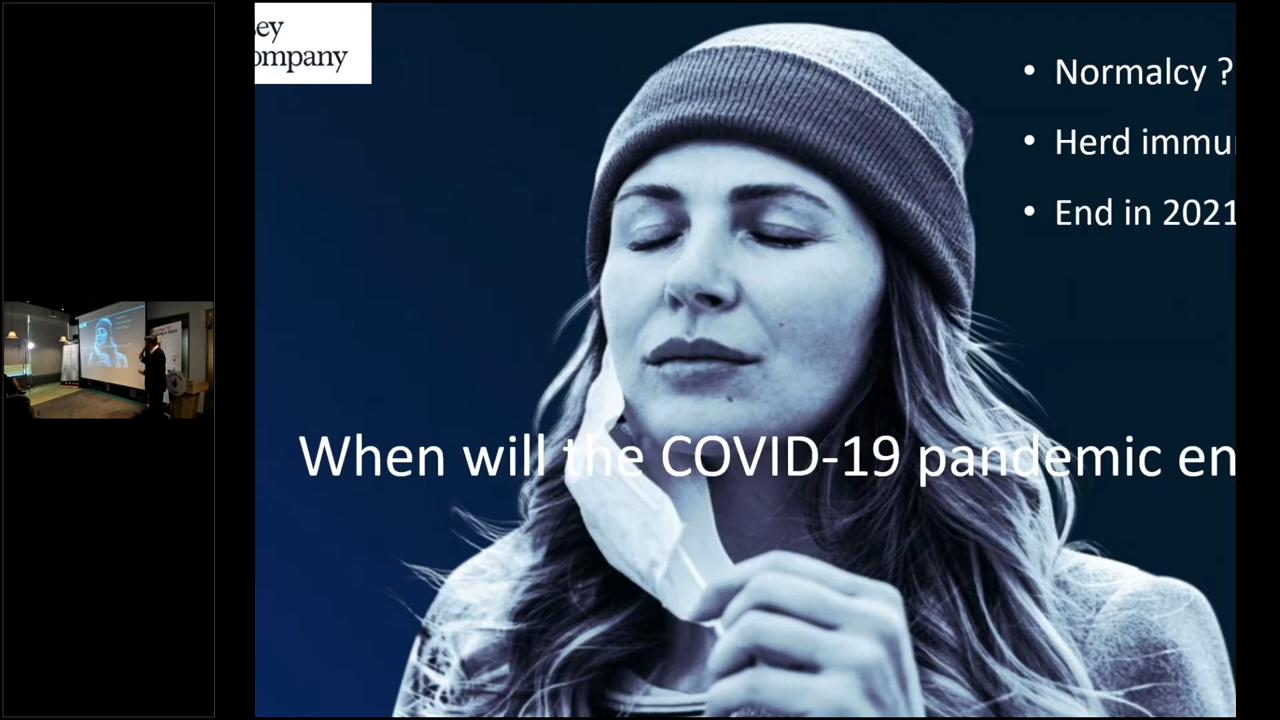 ey
ompany
Normalcy ?
Herd immu
End in 2021
When will the COVID-19 pandemic en